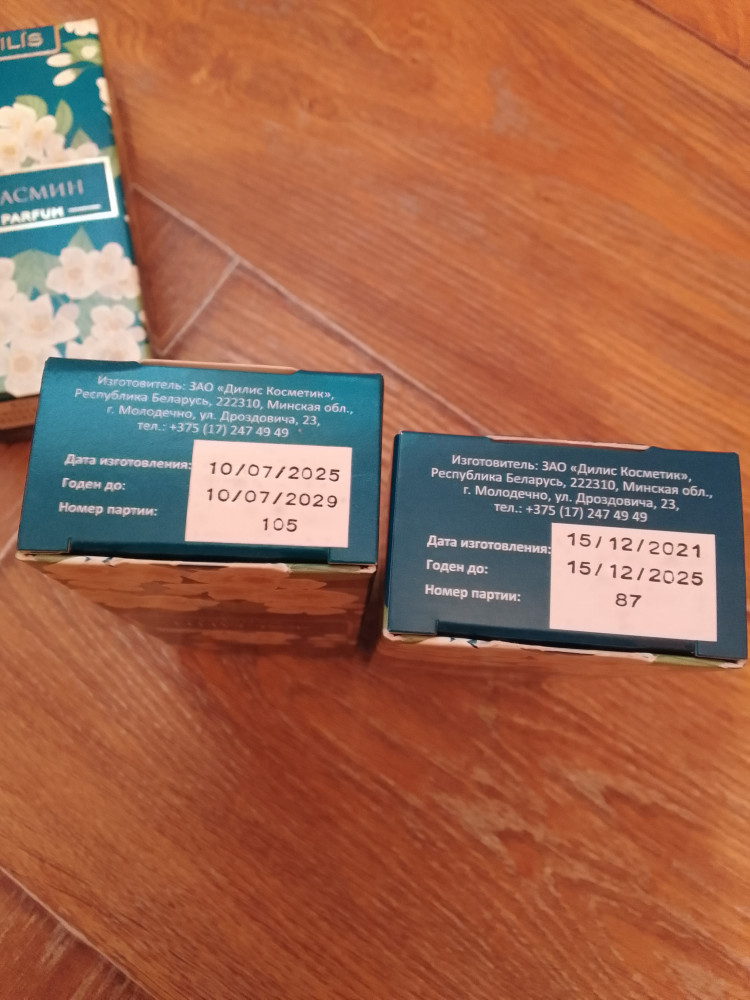 ILIS
АСМИН
PARFUM
Изготовитель: ЗАО «Дилис Косметик»,
Республика Беларусь, 222310, Минская обл.,
г. Молодечно, ул. Дроздовича, 23,
тел.: +375 (17) 247 49 49
Дата изготовления: 10/07/2025
Годен до: 10/07/2029
Номер партии: 105
Изготовитель: ЗАО «Дилис Косметик»,
Республика Беларусь, 222310, Минская обл.,
г. Молодечно, ул. Дроздовича, 23,
тел.: +375 (17) 247 49 49
Дата изготовления: 15/12/2021
Годен до: 15/12/2025
Номер партии: 87